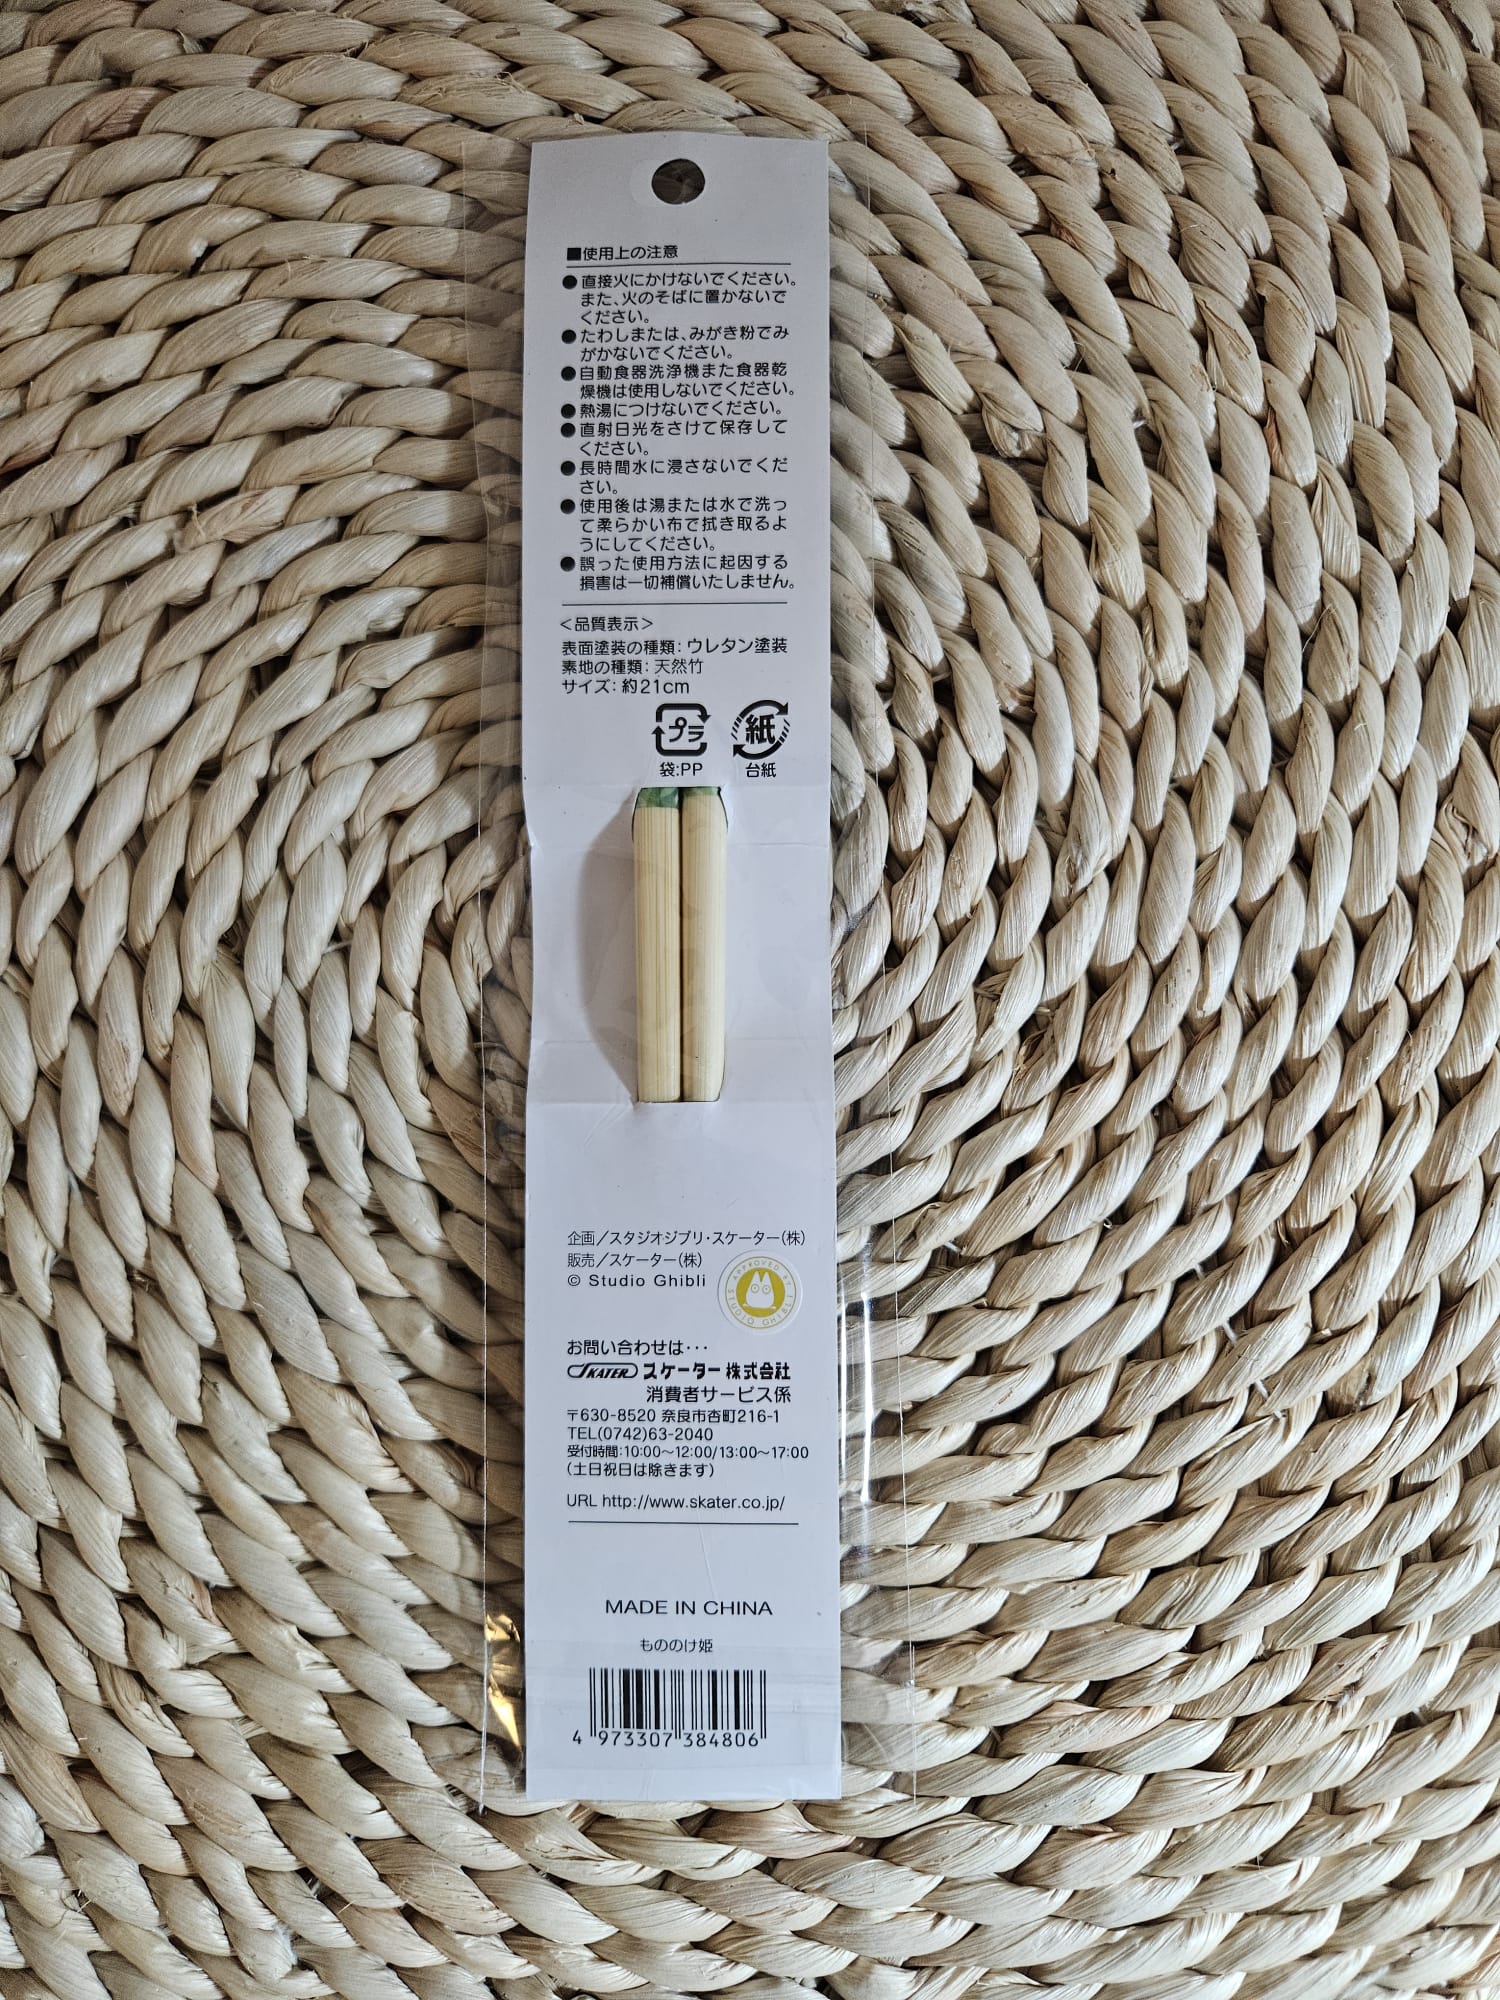 ■使用上の注意
●直接火にかけないでください。
また、火のそばに置かないで
ください。
●たわしまたは、みがき粉でみ
がかないでください。
●自動食器洗浄機また食器乾
燥機は使用しないでください。
●熱湯につけないでください。
●直射日光をさけて保存して
ください。
●長時間水に浸さないでくだ
さい。
●使用後は湯または水で洗っ
て柔らかい布で拭き取るよ
うにしてください。
●誤った使用方法に起因する
損害は一切補償いたしません。
＜品質表示＞
表面塗装の種類：ウレタン塗装
素地の種類：天然竹
サイズ：約21cm
プラ
紙
袋:PP
台紙
企画／スタジオジブリ・スケーター（株）
販売／スケーター（株）
© Studio Ghibli
APPROVED BY STUDIO GHIBLI
お問い合わせは･･･
SKATER スケーター株式会社
消費者サービス係
〒630-8520 奈良市杏町216-1
TEL(0742)63-2040
受付時間：10:00～12:00/13:00～17:00
（土日祝日は除きます）
URL http://www.skater.co.jp/
MADE IN CHINA
もののけ姫
4 973307 384806